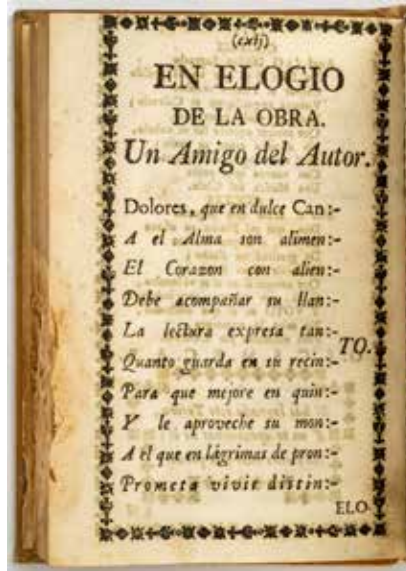 (cxij)
EN ELOGIO
DE LA OBRA.
Un Amigo del Autor.
Dolores, que en dulce Can:-
A el Alma son alimen:-
El Corazon con alien:-
Debe acompañar su llan:-
La lectura expresa tan:-
TO.
Quanto guarda en su recin:-
Para que mejore en quin:-
Y le aproveche su mon:-
A el que en lágrimas de pron:-
Prometa vivir distin:-
ELO